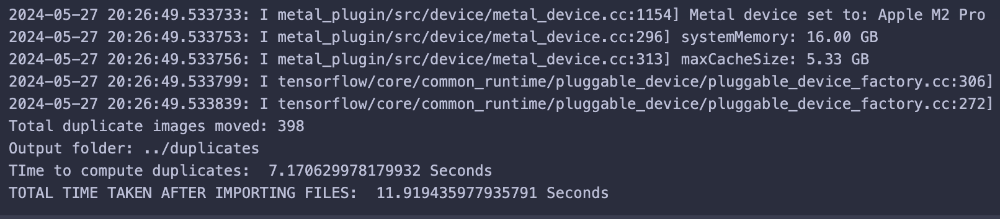 2024-05-27 20:26:49.533733: I metal_plugin/src/device/metal_device.cc:1154] Metal device set to: Apple M2 Pro
2024-05-27 20:26:49.533753: I metal_plugin/src/device/metal_device.cc:296] systemMemory: 16.00 GB
2024-05-27 20:26:49.533756: I metal_plugin/src/device/metal_device.cc:313] maxCacheSize: 5.33 GB
2024-05-27 20:26:49.533799: I tensorflow/core/common_runtime/pluggable_device/pluggable_device_factory.cc:306]
2024-05-27 20:26:49.533839: I tensorflow/core/common_runtime/pluggable_device/pluggable_device_factory.cc:272]
Total duplicate images moved: 398
Output folder: ../duplicates
TIme to compute duplicates:  7.170629978179932 Seconds
TOTAL TIME TAKEN AFTER IMPORTING FILES:  11.919435977935791 Seconds